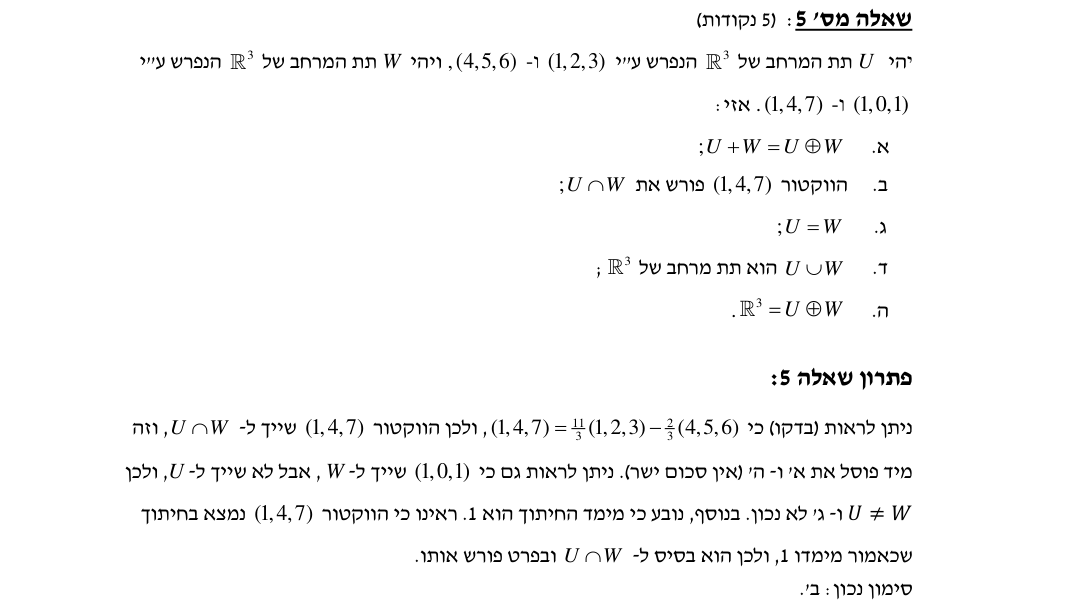 שאלה מס' 5: (5 נקודות)
יהי U תת המרחב של ℝ³ הנפרש ע"י (1,2,3) ו- (4,5,6), ויהי W תת המרחב של ℝ³ הנפרש ע"י
(1,0,1) ו- (1,4,7). אזי:
א. U + W = U ⊕ W;
ב. הווקטור (1,4,7) פורש את U ∩ W;
ג. U = W;
ד. U ∪ W הוא תת מרחב של ℝ³;
ה. ℝ³ = U ⊕ W.
פתרון שאלה 5:
ניתן לראות (בדקו) כי (1,4,7) = 11/3(1,2,3) − 2/3(4,5,6), ולכן הווקטור (1,4,7) שייך ל- U ∩ W, וזה
מיד פוסל את א' ו- ה' (אין סכום ישר). ניתן לראות גם כי (1,0,1) שייך ל- W, אבל לא שייך ל- U, ולכן
U ≠ W ו- ג' לא נכון. בנוסף, נובע כי מימד החיתוך הוא 1. ראינו כי הווקטור (1,4,7) נמצא בחיתוך
שכאמור מימדו 1, ולכן הוא בסיס ל- U ∩ W ובפרט פורש אותו.
סימון נכון: ב'.